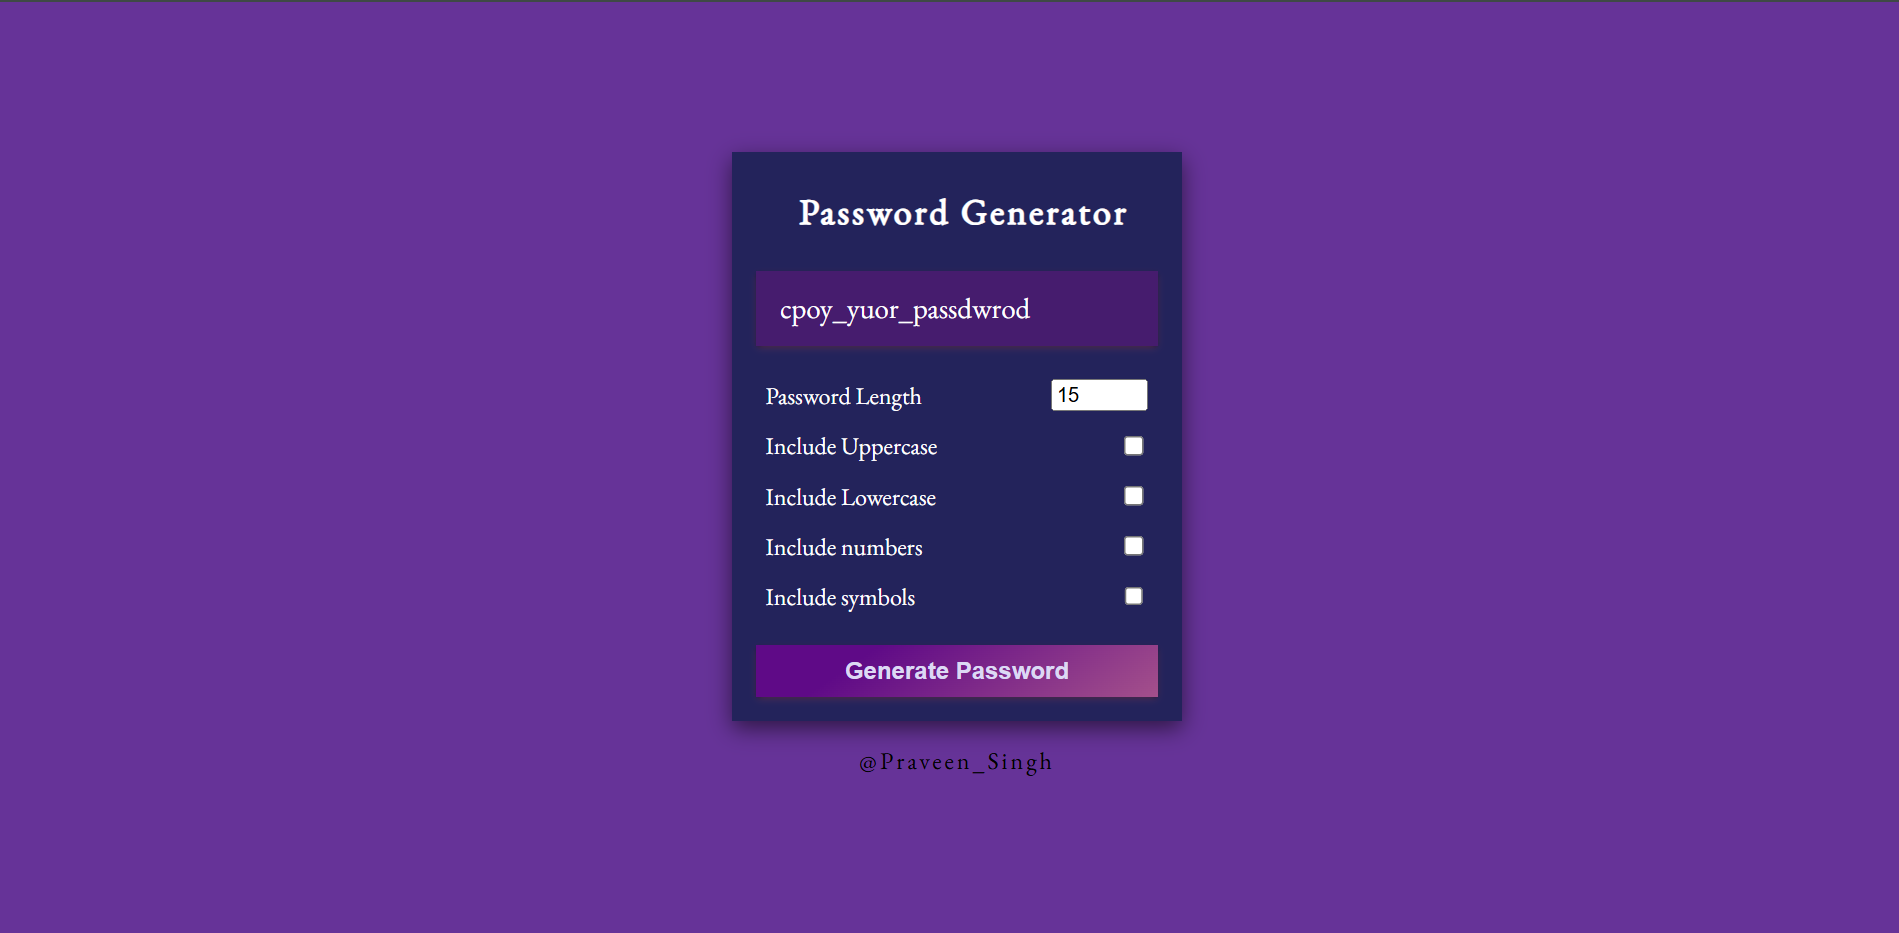 Password Generator
cpoy_yuor_passdwrod
Password Length 15
Include Uppercase
Include Lowercase
Include numbers
Include symbols
Generate Password
@Praveen_Singh